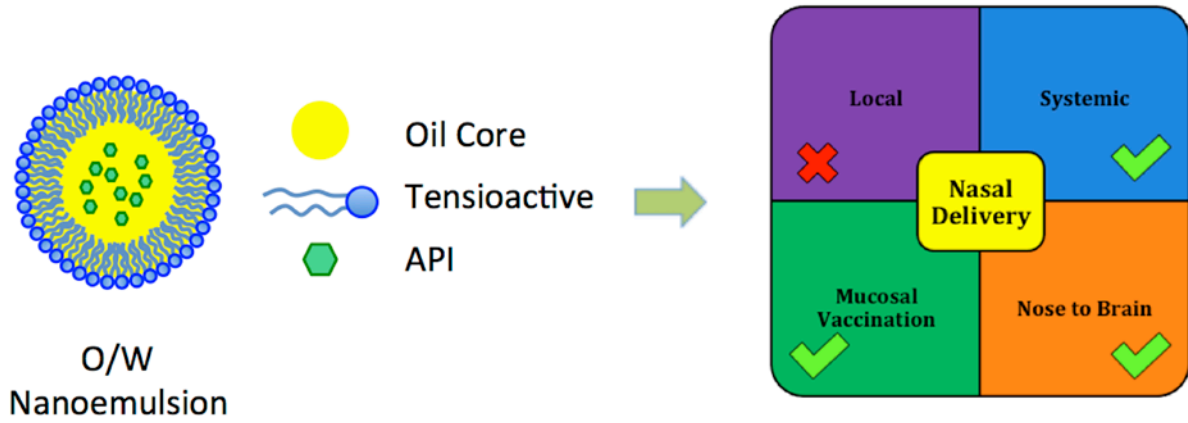 O/W
Nanoemulsion
Oil Core
Tensioactive
API
Local
Systemic
Nasal
Delivery
Mucosal
Vaccination
Nose to Brain